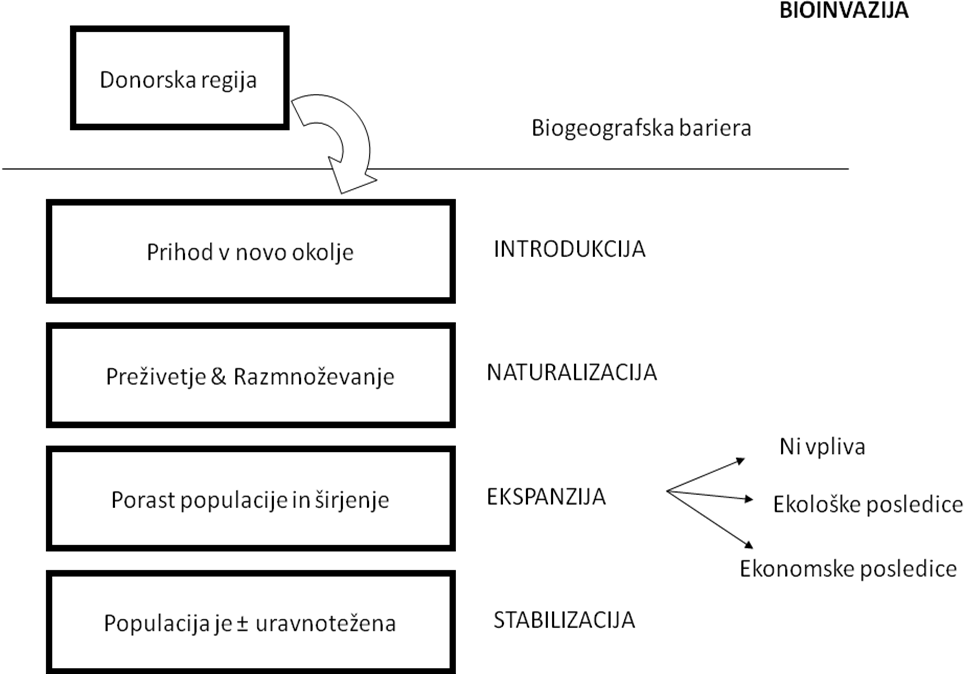 BIOINVAZIJA
Donorska regija
Biogeografska bariera
Prihod v novo okolje
INTRODUKCIJA
Preživetje & Razmnoževanje
NATURALIZACIJA
Porast populacije in širjenje
EKSPANZIJA
Ni vpliva
Ekološke posledice
Ekonomske posledice
Populacija je ± uravnotežena
STABILIZACIJA